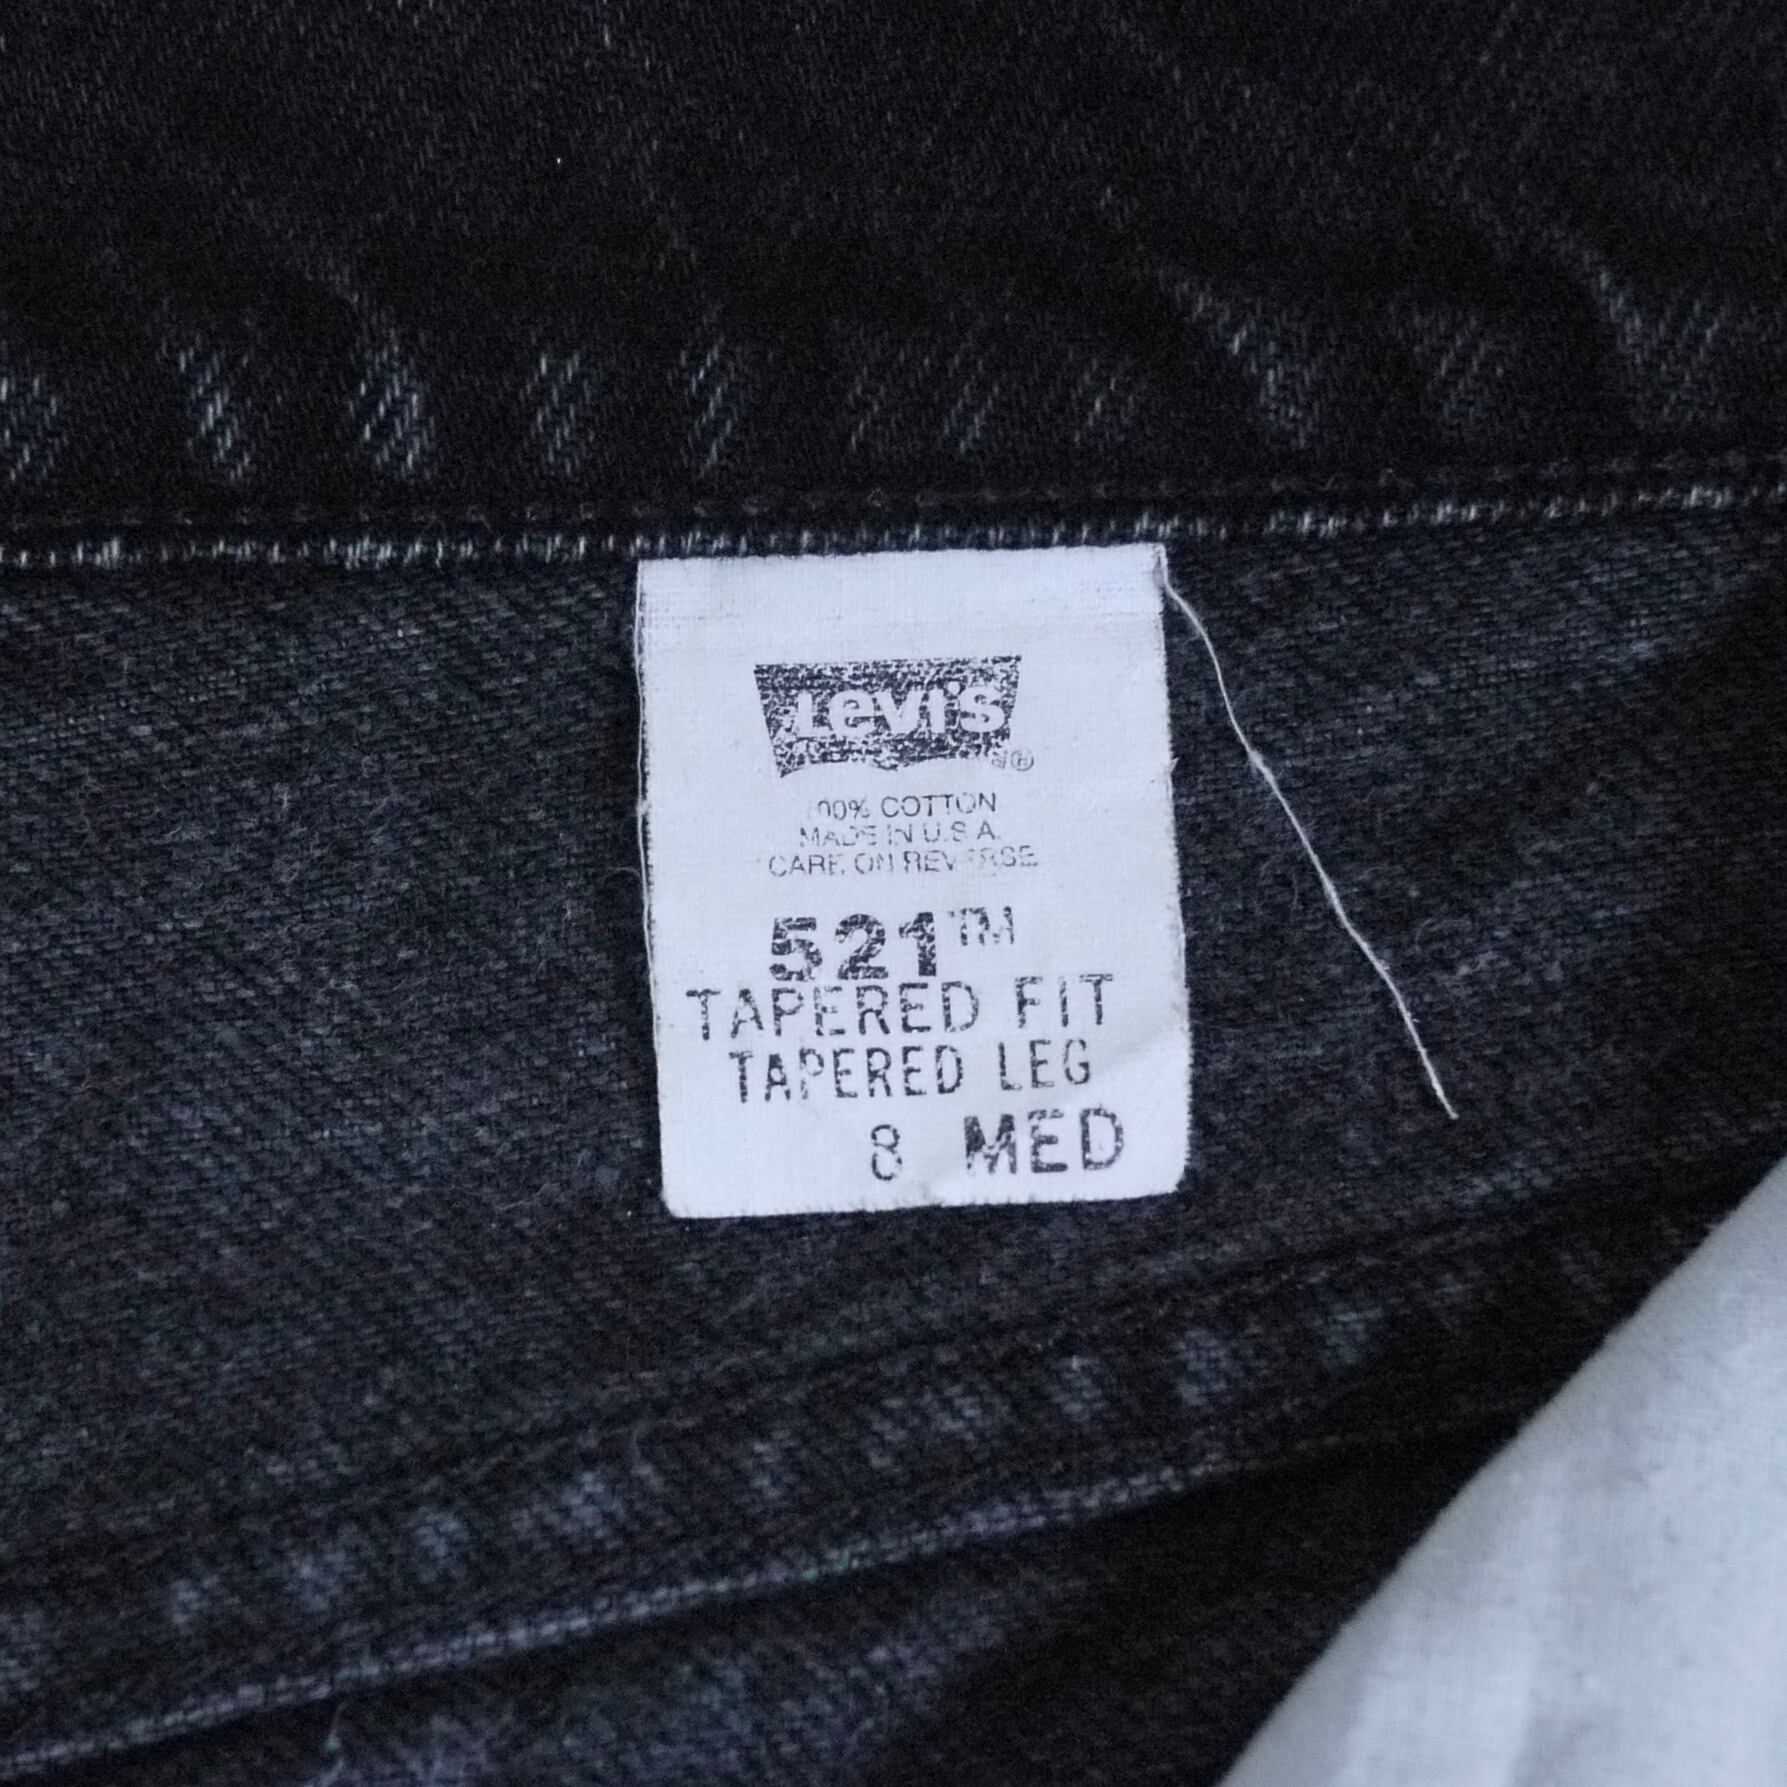 Levi's ®
100% COTTON
MADE IN U.S.A.
CARE ON REVERSE
521™
TAPERED FIT
TAPERED LEG
8 MED